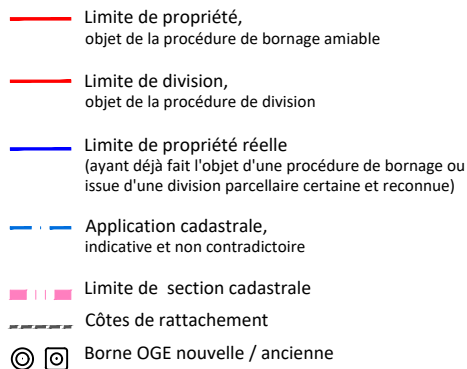 Limite de propriété,
objet de la procédure de bornage amiable
Limite de division,
objet de la procédure de division
Limite de propriété réelle
(ayant déjà fait l'objet d'une procédure de bornage ou
issue d'une division parcellaire certaine et reconnue)
Application cadastrale,
indicative et non contradictoire
Limite de section cadastrale
Côtes de rattachement
Borne OGE nouvelle / ancienne